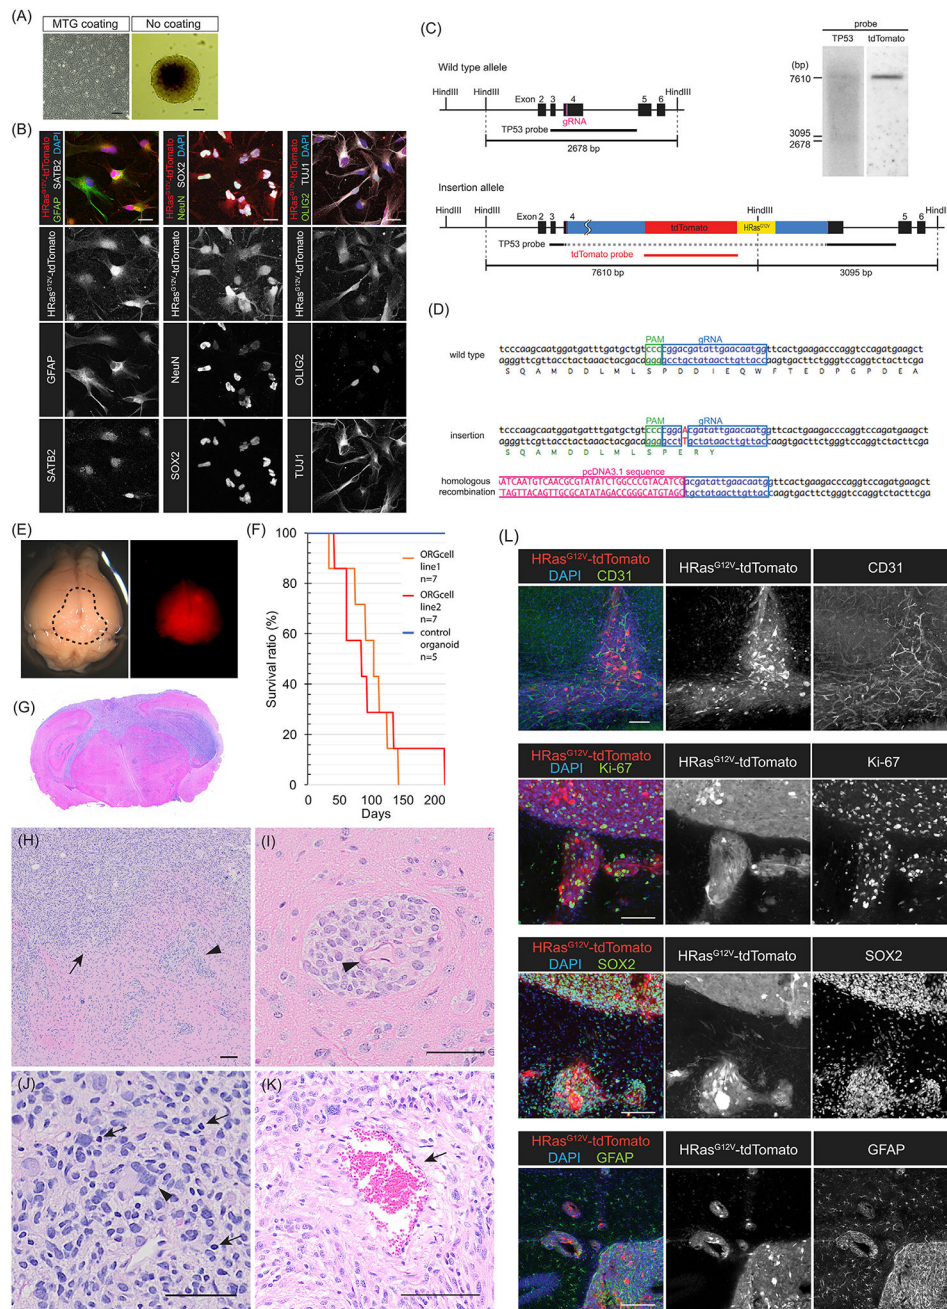 (A)
MTG coating
No coating
(B)
HRasG12V-tdTomato
GFAP SATB2 DAPI
HRasG12V-tdTomato
NeuN SOX2 DAPI
HRasG12V-tdTomato
OLIG2 TUJ1 DAPI
HRasG12V-tdTomato
HRasG12V-tdTomato
HRasG12V-tdTomato
GFAP
NeuN
OLIG2
SATB2
SOX2
TUJ1
(C)
Wild type allele
HindIII
HindIII
HindIII
Exon 2 3 4 5 6
gRNA
TP53 probe
2678 bp
probe
TP53 tdTomato
(bp)
7610
3095
2678
Insertion allele
HindIII
HindIII
HindIII
HindIII
Exon 2 3 4 5 6
tdTomato
HRasG12V
TP53 probe
tdTomato probe
7610 bp
3095 bp
(D)
PAM
gRNA
wild type
tcccaagcaatggatgatttgatgctgtccccggacgatattgaacaatggttcactgaagacccaggtccagatgaagct
agggttcgttacctactaaactacgacaggggcctgctataacttgttaccaagtgacttctgggtccaggtctacttcga
S Q A M D D L M L S P D D I E Q W F T E D P G P D E A
PAM
gRNA
insertion
tcccaagcaatggatgatttgatgctgtccccgggaAcgatattgaacaatggttcactgaagacccaggtccagatgaagct
agggttcgttacctactaaactacgacaggggcctTgctataacttgttaccaagtgacttctgggtccaggtctacttcga
S Q A M D D L M L S P E R Y
pcDNA3.1 sequence
homologous
recombination
ATCAATGTCAACGCGTATATCTGGCCCGTACATCGacgatattgaacaatggttcactgaagacccaggtccagatgaagct
TAGTTACAGTTGCGCATATAGACCGGGCATGTAGCtgctataacttgttaccaagtgacttctgggtccaggtctacttcga
(E)
(F)
Survival ratio (%)
100
80
60
40
20
0
0 50 100 150 200
Days
ORGcell
line1
n=7
ORGcell
line2
n=7
control
organoid
n=5
(G)
(H)
(I)
(J)
(K)
(L)
HRasG12V-tdTomato
DAPI CD31
HRasG12V-tdTomato
CD31
HRasG12V-tdTomato
DAPI Ki-67
HRasG12V-tdTomato
Ki-67
HRasG12V-tdTomato
DAPI SOX2
HRasG12V-tdTomato
SOX2
HRasG12V-tdTomato
DAPI GFAP
HRasG12V-tdTomato
GFAP